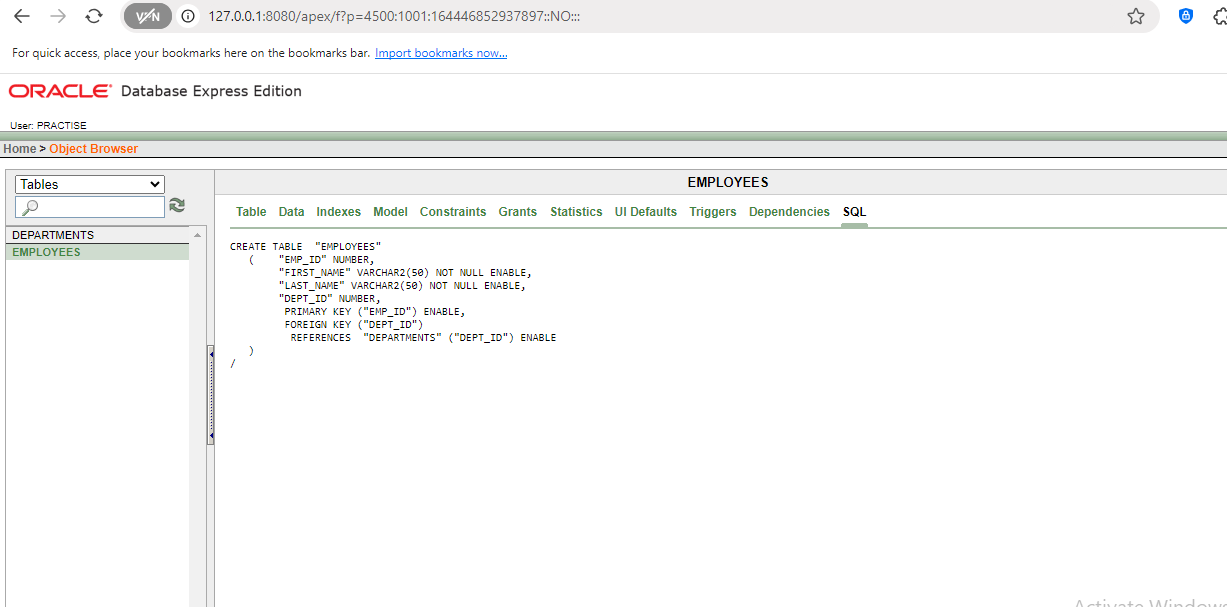 VPN
127.0.0.1:8080/apex/f?p=4500:1001:164446852937897::NO:::
For quick access, place your bookmarks here on the bookmarks bar. Import bookmarks now...
ORACLE Database Express Edition
User: PRACTISE
Home > Object Browser
Tables
DEPARTMENTS
EMPLOYEES
EMPLOYEES
Table Data Indexes Model Constraints Grants Statistics UI Defaults Triggers Dependencies SQL
CREATE TABLE "EMPLOYEES"
( "EMP_ID" NUMBER,
"FIRST_NAME" VARCHAR2(50) NOT NULL ENABLE,
"LAST_NAME" VARCHAR2(50) NOT NULL ENABLE,
"DEPT_ID" NUMBER,
PRIMARY KEY ("EMP_ID") ENABLE,
FOREIGN KEY ("DEPT_ID")
REFERENCES "DEPARTMENTS" ("DEPT_ID") ENABLE
)
/
Activate Windows